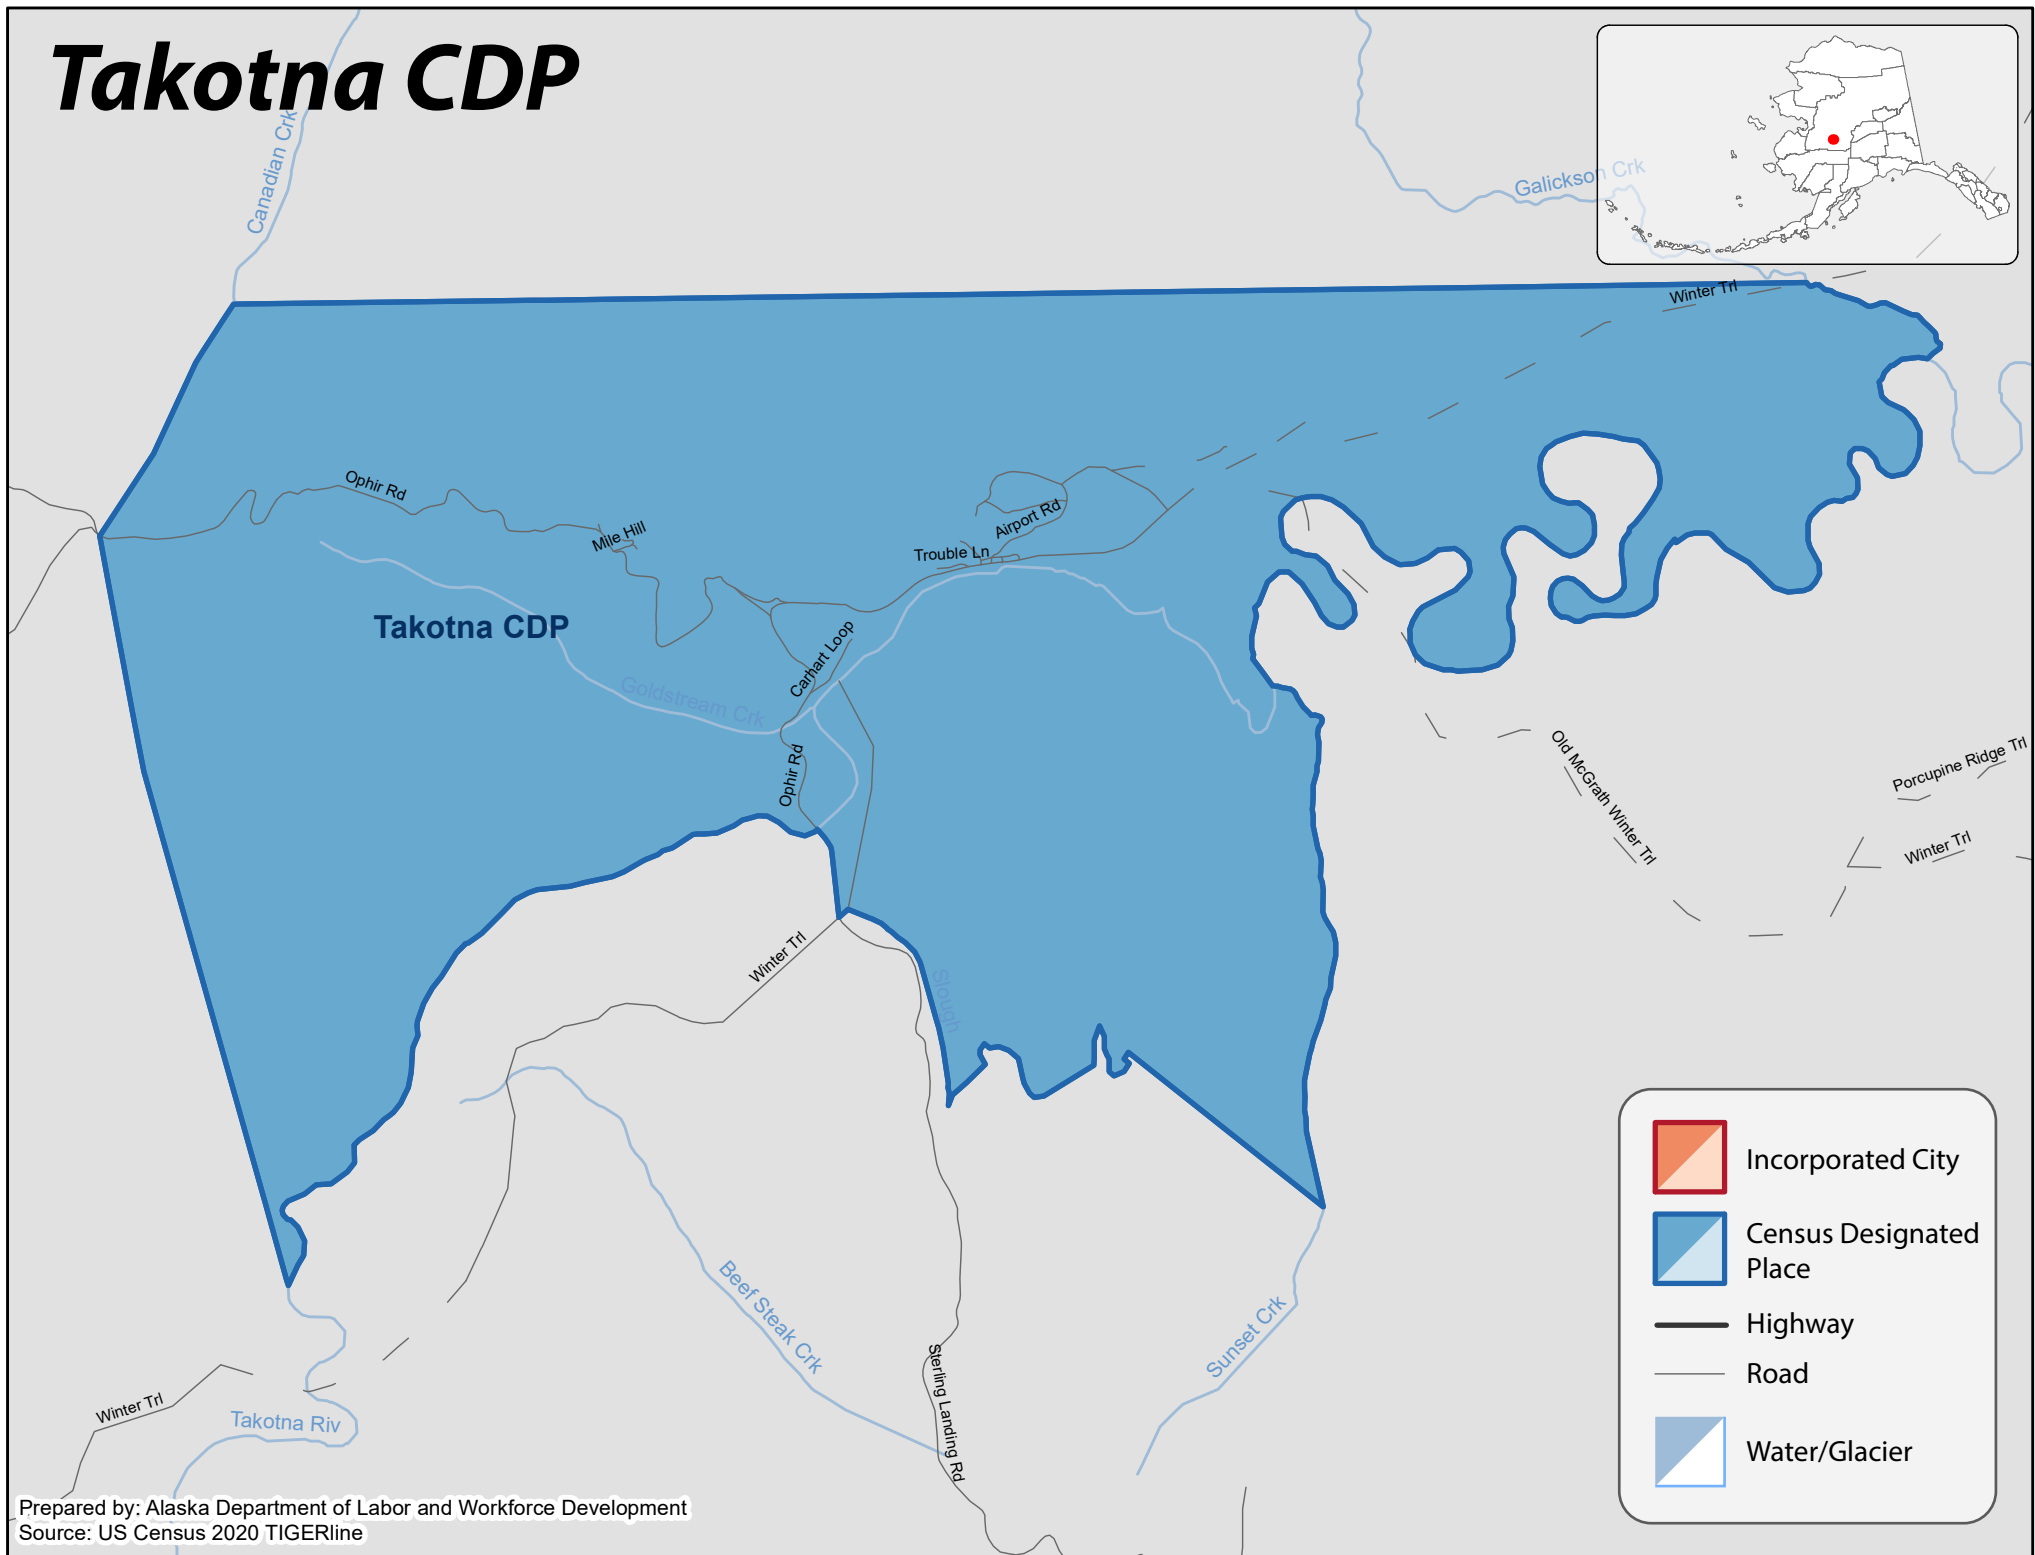 Takotna CDP
Canadian Crk
Galickson Crk
Winter Trl
Ophir Rd
Mile Hill
Airport Rd
Trouble Ln
Takotna CDP
Carhart Loop
Goldstream Crk
Ophir Rd
Old McGrath Winter Trl
Porcupine Ridge Trl
Winter Trl
Winter Trl
Slough
Beef Steak Crk
Sunset Crk
Sterling Landing Rd
Winter Trl
Takotna Riv
Incorporated City
Census Designated
Place
Highway
Road
Water/Glacier
Prepared by: Alaska Department of Labor and Workforce Development
Source: US Census 2020 TIGERline